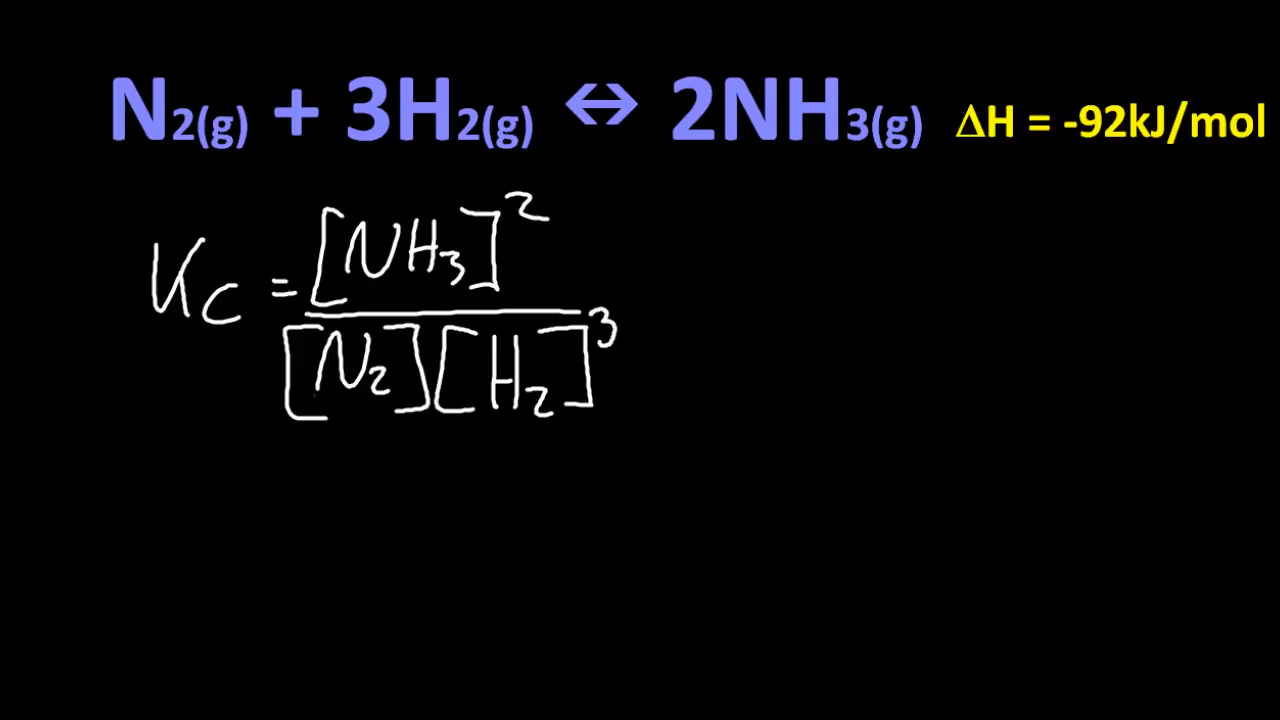 N₂(g) + 3H₂(g) ↔ 2NH₃(g) ΔH = -92kJ/mol
Kc = [NH₃]²
[N₂][H₂]³